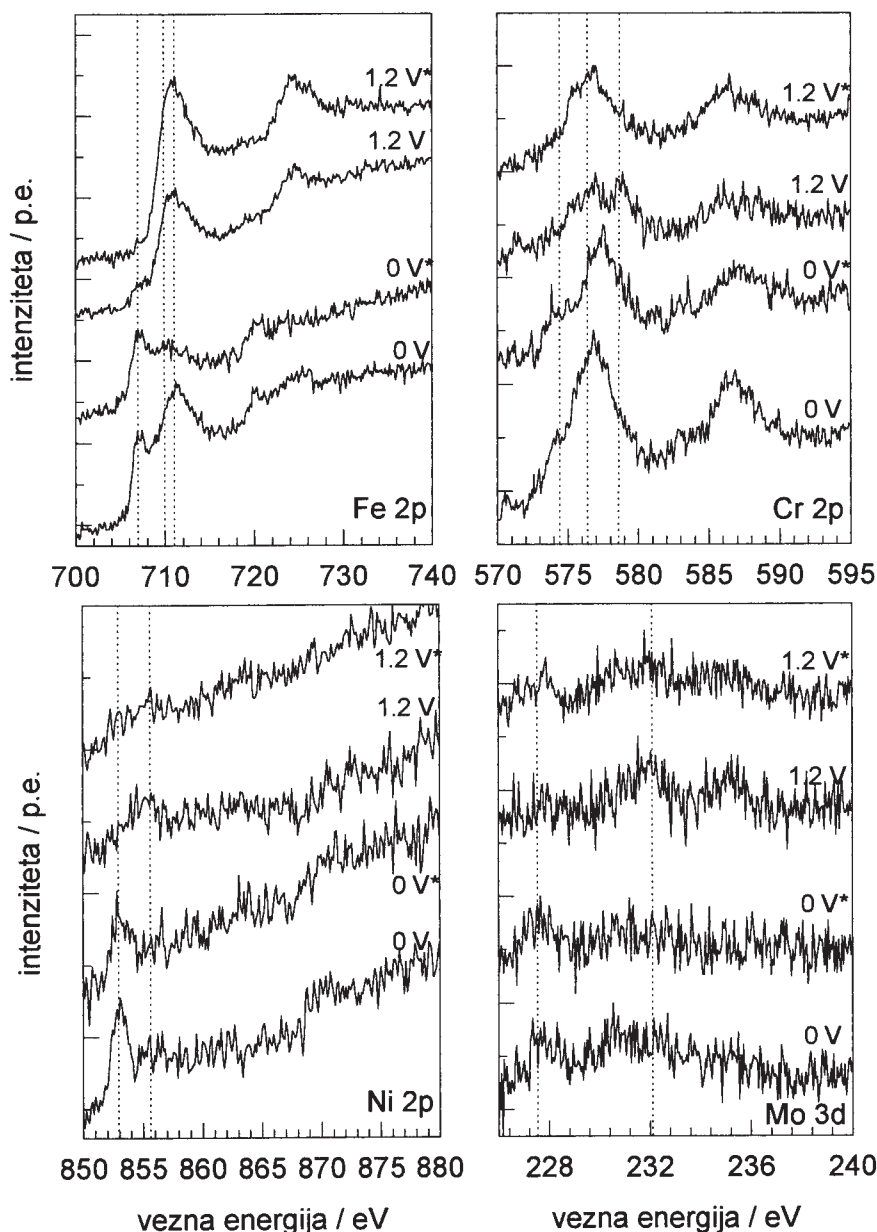 intenziteta / p.e.
1.2 V*
1.2 V
0 V*
0 V
Fe 2p
700 710 720 730 740
1.2 V*
1.2 V
0 V*
0 V
Cr 2p
570 575 580 585 590 595
intenziteta / p.e.
1.2 V*
1.2 V
0 V*
0 V
Ni 2p
850 855 860 865 870 875 880
vezna energija / eV
1.2 V*
1.2 V
0 V*
0 V
Mo 3d
228 232 236 240
vezna energija / eV